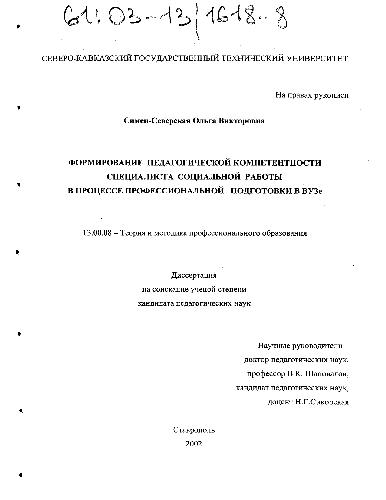 61:03-13/1618-8
СЕВЕРО-КАВКАЗСКИЙ ГОСУДАРСТВЕННЫЙ ТЕХНИЧЕСКИЙ УНИВЕРСИТЕТ
На правах рукописи
Симен-Северская Ольга Викторовна
ФОРМИРОВАНИЕ ПЕДАГОГИЧЕСКОЙ КОМПЕТЕНТНОСТИ
СПЕЦИАЛИСТА СОЦИАЛЬНОЙ РАБОТЫ
В ПРОЦЕССЕ ПРОФЕССИОНАЛЬНОЙ ПОДГОТОВКИ В ВУЗе
13.00.08 – Теория и методика профессионального образования
Диссертация
на соискание ученой степени
кандидата педагогических наук
Научные руководители
доктор педагогических наук,
профессор В.К. Шаповалов,
кандидат педагогических наук,
доцент Н.Г.
Ставрополь
2002